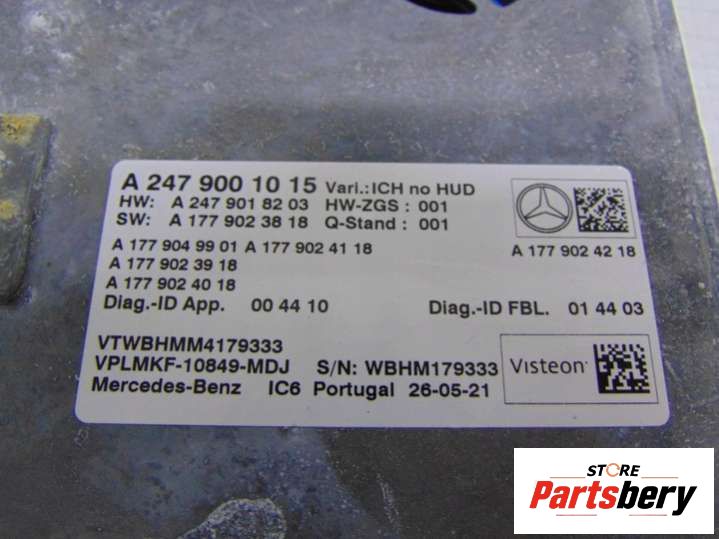 A 247 900 10 15 Vari.:ICH no HUD
HW: A 247 901 82 03 HW-ZGS : 001
SW: A 177 902 38 18 Q-Stand : 001
A 177 904 99 01 A 177 902 41 18
A 177 902 42 18
A 177 902 39 18
A 177 902 40 18
Diag.-ID App. 00 44 10 Diag.-ID FBL. 01 44 03
VTWBHMM4179333
VPLMKF-10849-MDJ S/N: WBHM179333
Mercedes-Benz IC6 Portugal 26-05-21
Visteon
STORE
Partsbery